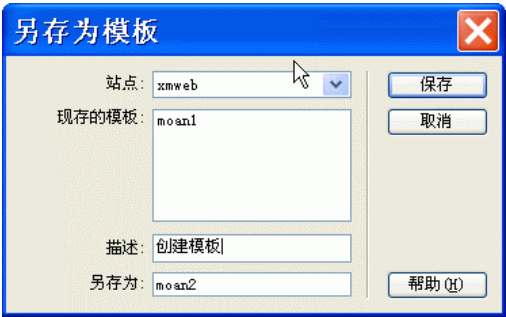 另存为模板
站点: xmweb 保存
现存的模板: moan1 取消
描述: 创建模板
另存为: moan2 帮助(H)